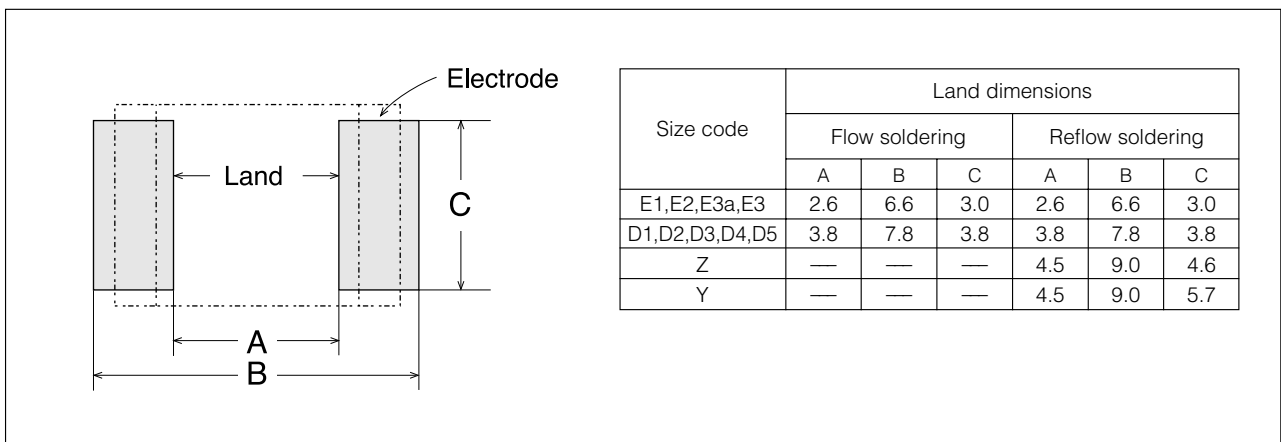 Electrode
Land
C
A
B
Land dimensions
Size code
Flow soldering Reflow soldering
A B C A B C
E1,E2,E3a,E3 2.6 6.6 3.0 2.6 6.6 3.0
D1,D2,D3,D4,D5 3.8 7.8 3.8 3.8 7.8 3.8
Z — — — 4.5 9.0 4.6
Y — — — 4.5 9.0 5.7